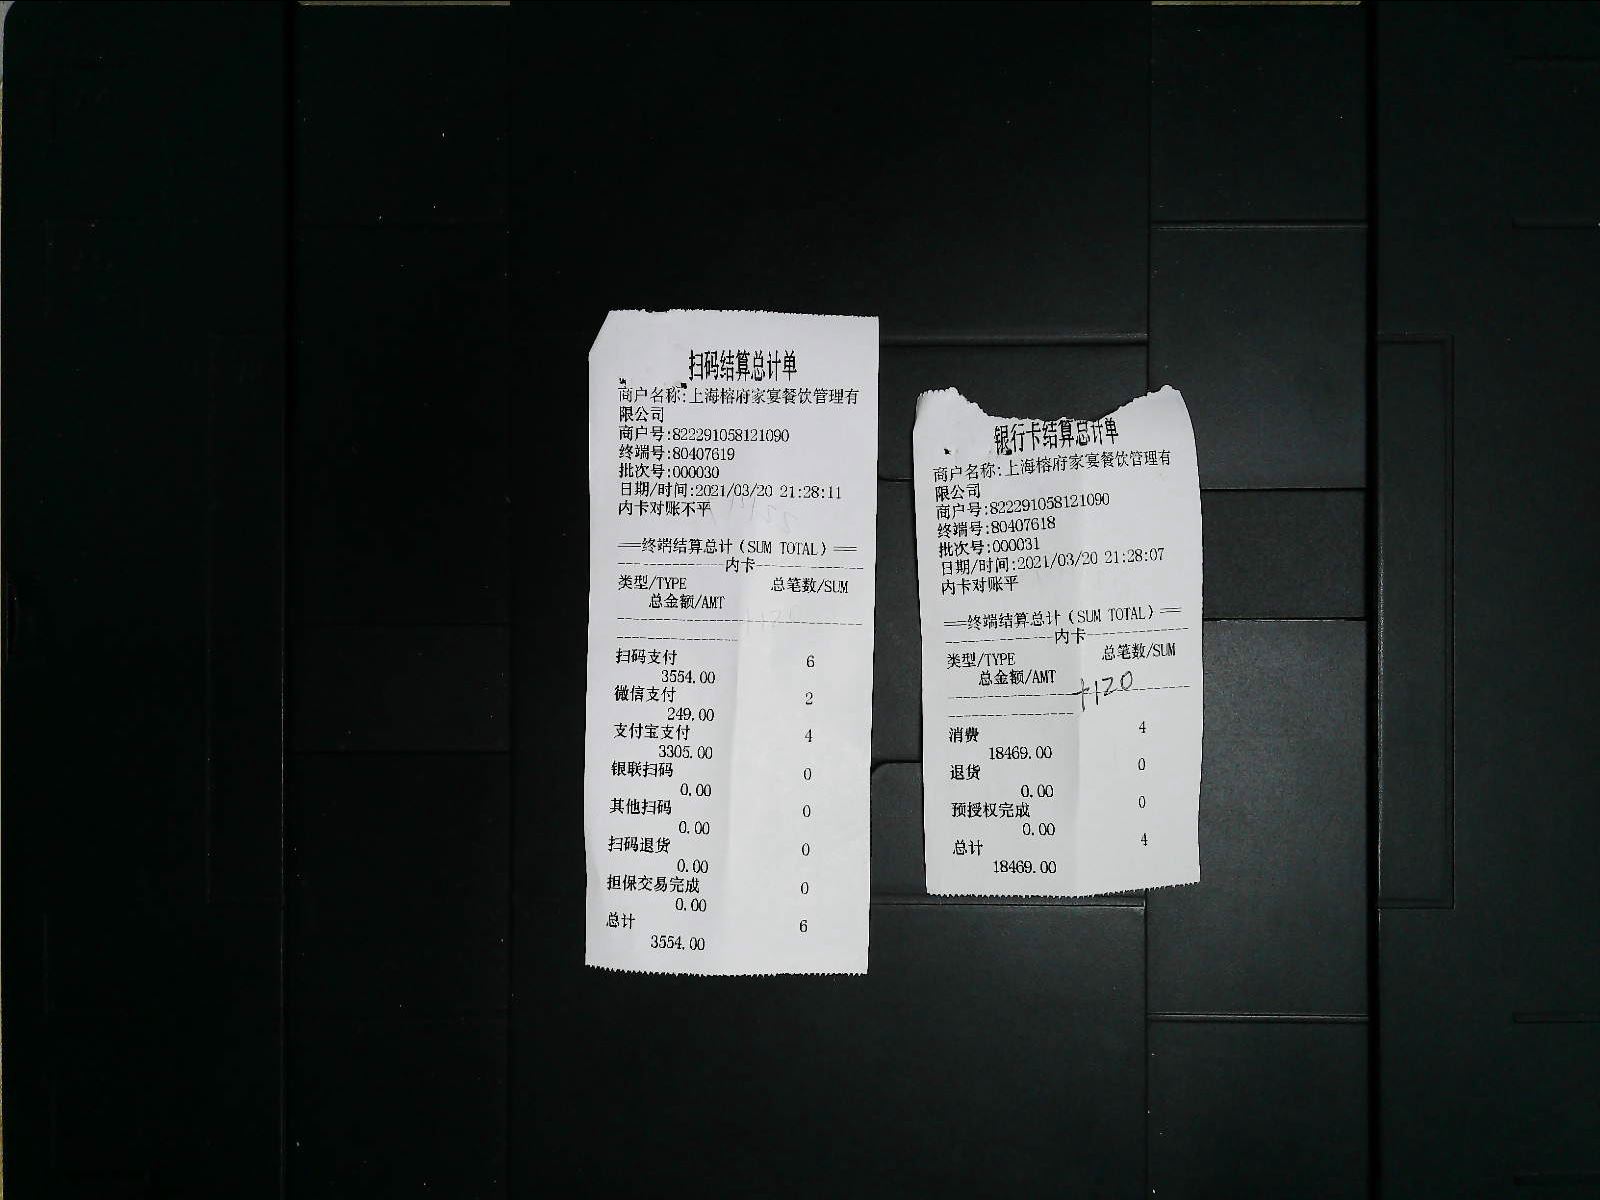 扫码结算总计单
商户名称:上海榕府家宴餐饮管理有
限公司
商户号:822291058121090
终端号:80407619
批次号:000030
日期/时间:2021/03/20 21:28:11
内卡对账不平
==终端结算总计(SUM TOTAL)==
内卡
类型/TYPE 总笔数/SUM
总金额/AMT
扫码支付 6
3554.00
微信支付 2
249.00
支付宝支付 4
3305.00
银联扫码 0
0.00
其他扫码 0
0.00
扫码退货 0
0.00
担保交易完成 0
0.00
总计 6
3554.00
银行卡结算总计单
商户名称:上海榕府家宴餐饮管理有
限公司
商户号:822291058121090
终端号:80407618
批次号:000031
日期/时间:2021/03/20 21:28:07
内卡对账平
==终端结算总计(SUM TOTAL)==
内卡
类型/TYPE 总笔数/SUM
总金额/AMT
+120
消费 4
18469.00
退货 0
0.00
预授权完成 0
0.00
总计 4
18469.00